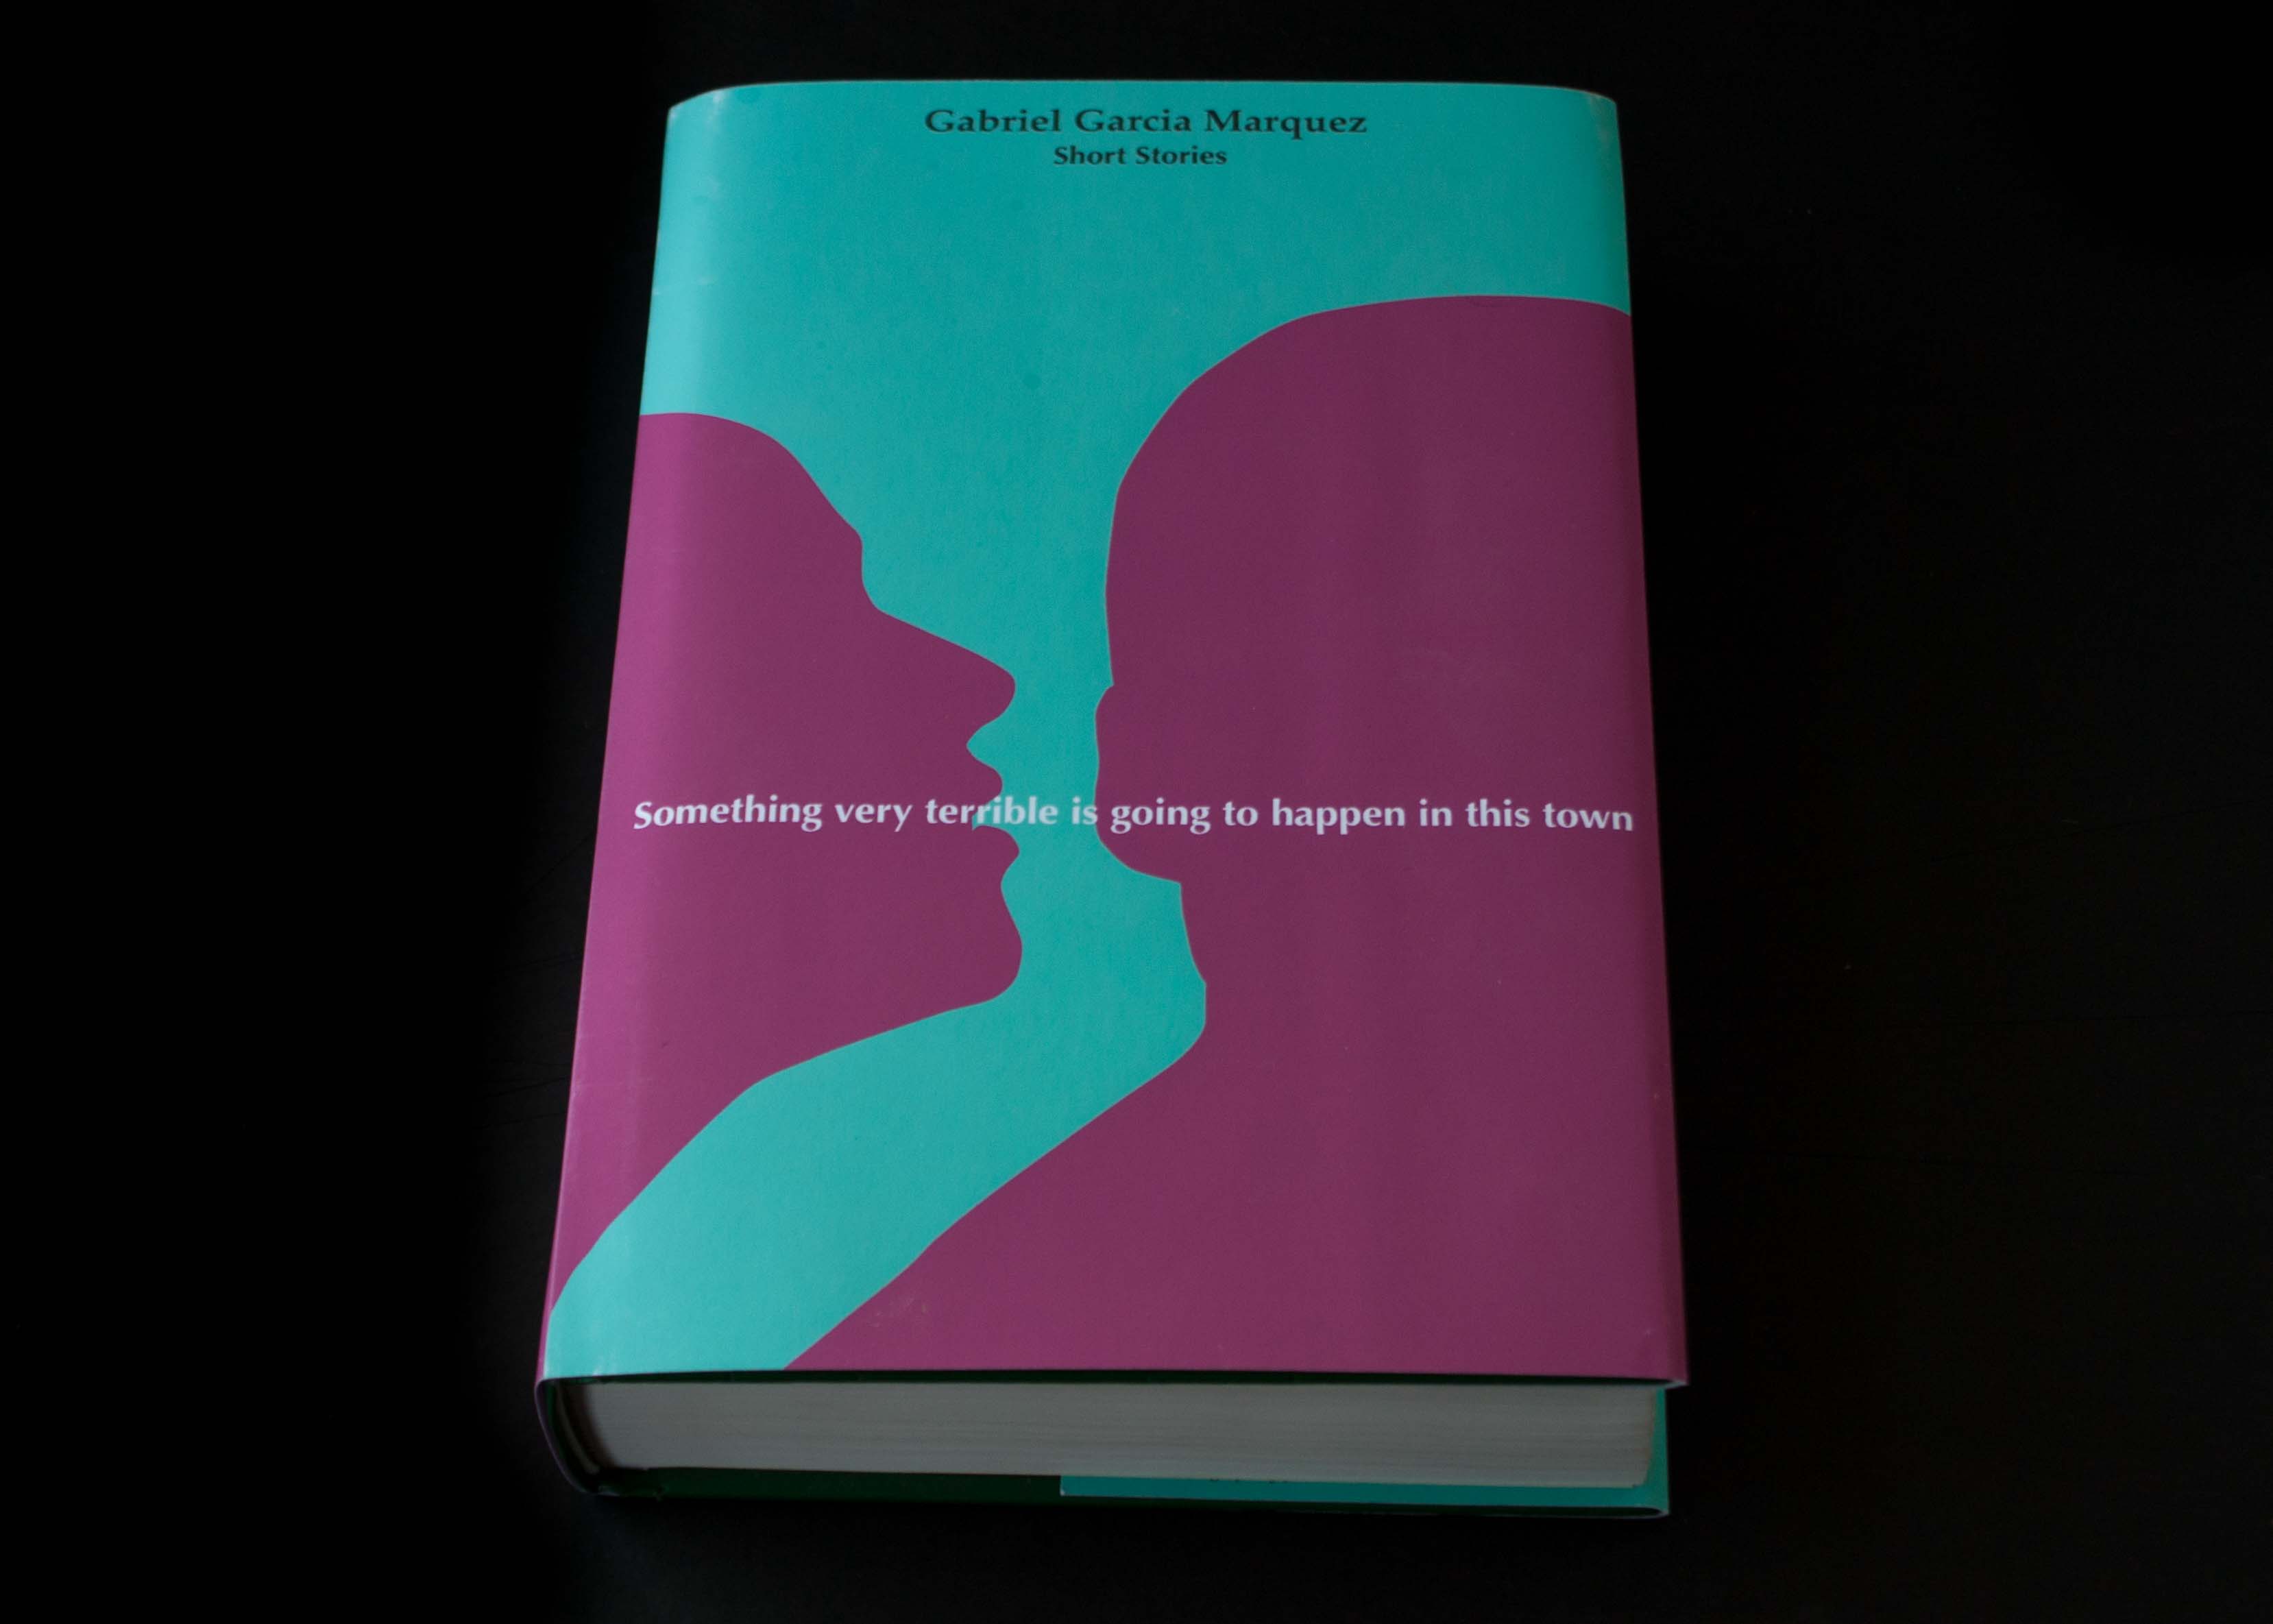 Gabriel Garcia Marquez
Short Stories
Something very terrible is going to happen in this town